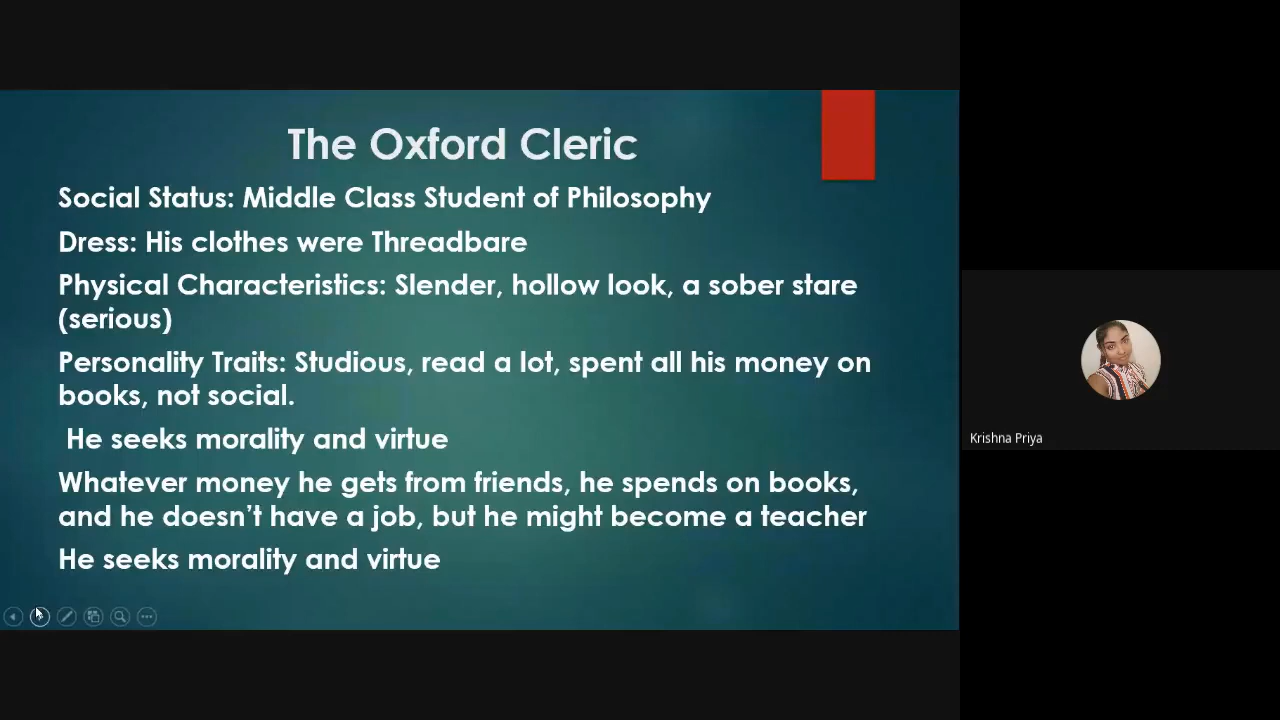 The Oxford Cleric
Social Status: Middle Class Student of Philosophy
Dress: His clothes were Threadbare
Physical Characteristics: Slender, hollow look, a sober stare
(serious)
Personality Traits: Studious, read a lot, spent all his money on
books, not social.
He seeks morality and virtue
Whatever money he gets from friends, he spends on books,
and he doesn’t have a job, but he might become a teacher
He seeks morality and virtue
Krishna Priya